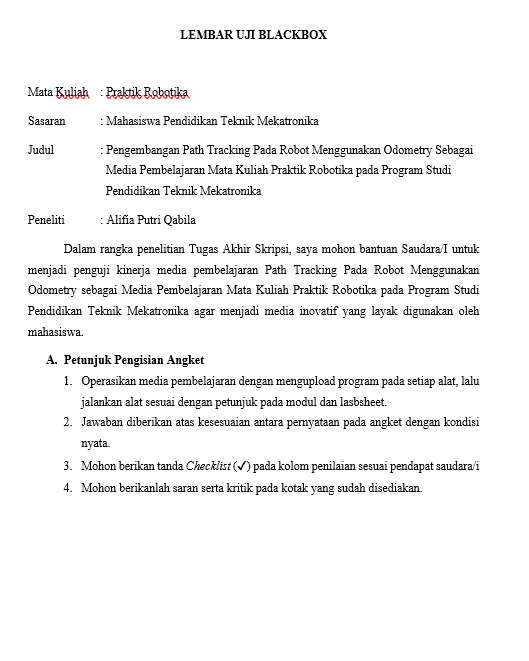 LEMBAR UJI BLACKBOX
Mata Kuliah : Praktik Robotika
Sasaran : Mahasiswa Pendidikan Teknik Mekatronika
Judul : Pengembangan Path Tracking Pada Robot Menggunakan Odometry Sebagai
Media Pembelajaran Mata Kuliah Praktik Robotika pada Program Studi
Pendidikan Teknik Mekatronika
Peneliti : Alifia Putri Qabila
Dalam rangka penelitian Tugas Akhir Skripsi, saya mohon bantuan Saudara/I untuk
menjadi penguji kinerja media pembelajaran Path Tracking Pada Robot Menggunakan
Odometry sebagai Media Pembelajaran Mata Kuliah Praktik Robotika pada Program Studi
Pendidikan Teknik Mekatronika agar menjadi media inovatif yang layak digunakan oleh
mahasiswa.
A. Petunjuk Pengisian Angket
1. Operasikan media pembelajaran dengan mengupload program pada setiap alat, lalu
jalankan alat sesuai dengan petunjuk pada modul dan lasbsheet.
2. Jawaban diberikan atas kesesuaian antara pernyataan pada angket dengan kondisi
nyata.
3. Mohon berikan tanda Checklist (✓) pada kolom penilaian sesuai pendapat saudara/i
4. Mohon berikanlah saran serta kritik pada kotak yang sudah disediakan.